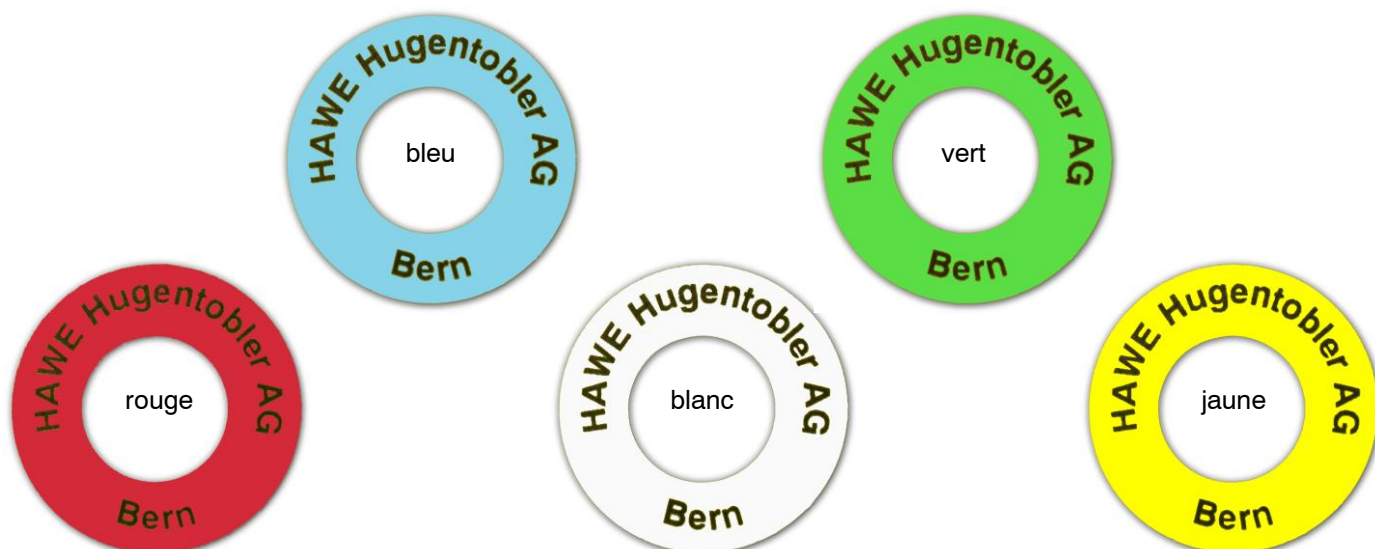 HAWE Hugentobler AG
bleu
Bern
HAWE Hugentobler AG
vert
Bern
HAWE Hugentobler AG
rouge
Bern
HAWE Hugentobler AG
blanc
Bern
HAWE Hugentobler AG
jaune
Bern